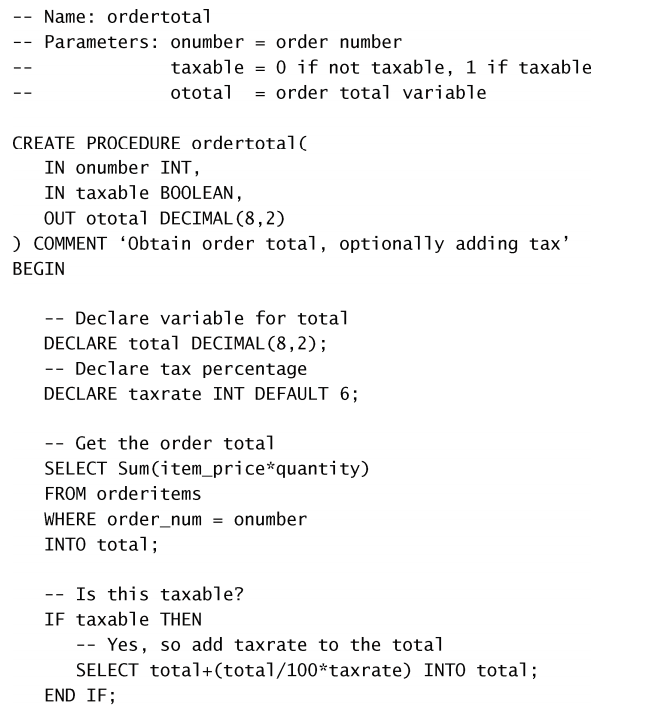 -- Name: ordertotal
-- Parameters: onumber = order number
--             taxable = 0 if not taxable, 1 if taxable
--             ototal  = order total variable

CREATE PROCEDURE ordertotal(
   IN onumber INT,
   IN taxable BOOLEAN,
   OUT ototal DECIMAL(8,2)
) COMMENT ‘Obtain order total, optionally adding tax’
BEGIN

   -- Declare variable for total
   DECLARE total DECIMAL(8,2);
   -- Declare tax percentage
   DECLARE taxrate INT DEFAULT 6;

   -- Get the order total
   SELECT Sum(item_price*quantity)
   FROM orderitems
   WHERE order_num = onumber
   INTO total;

   -- Is this taxable?
   IF taxable THEN
      -- Yes, so add taxrate to the total
      SELECT total+(total/100*taxrate) INTO total;
   END IF;